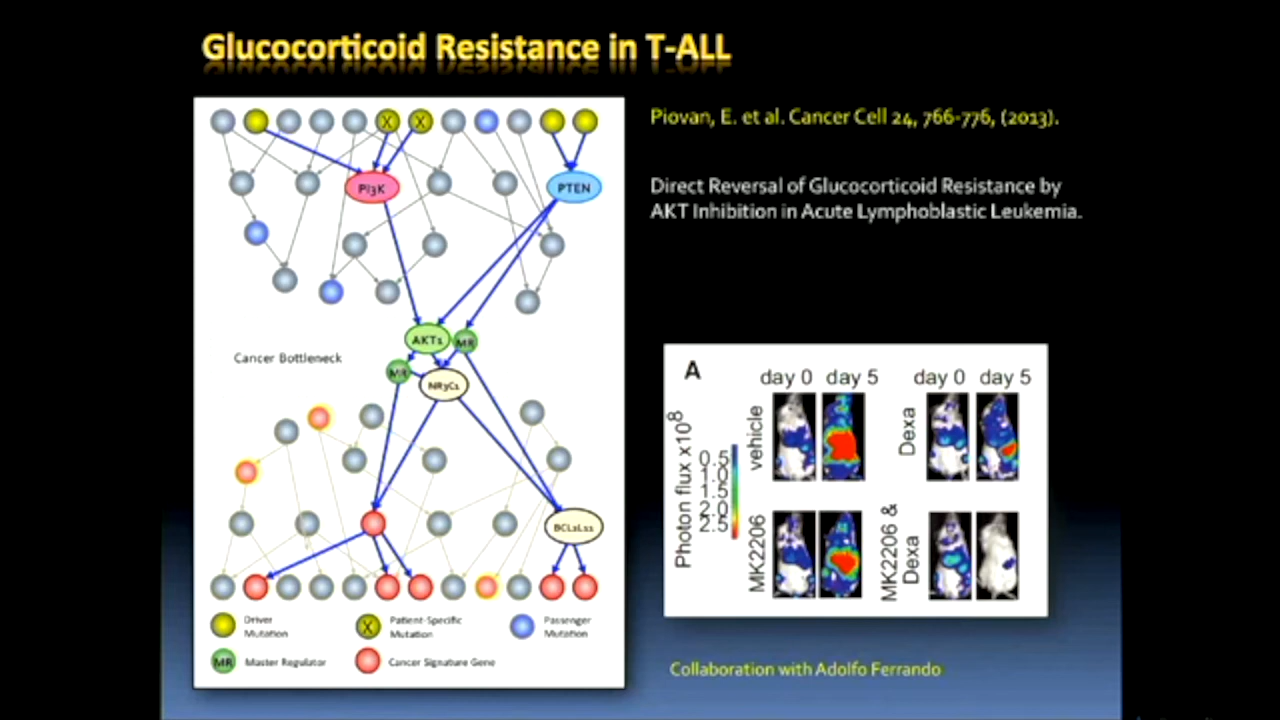 Glucocorticoid Resistance in T-ALL
Piovan, E. et al. Cancer Cell 24, 766-776, (2013).
Direct Reversal of Glucocorticoid Resistance by
AKT Inhibition in Acute Lymphoblastic Leukemia.
X X
PI3K
PTEN
AKT1
MR
MR
NR3C1
Cancer Bottleneck
BCL2L11
Driver
Mutation
X
Patient-Specific
Mutation
Passenger
Mutation
MR
Master Regulator
Cancer Signature Gene
A
day 0 day 5
day 0 day 5
Photon flux x10⁸
0.5
1.0
1.5
2.0
2.5
vehicle
Dexa
MK2206
MK2206 &
Dexa
Collaboration with Adolfo Ferrando